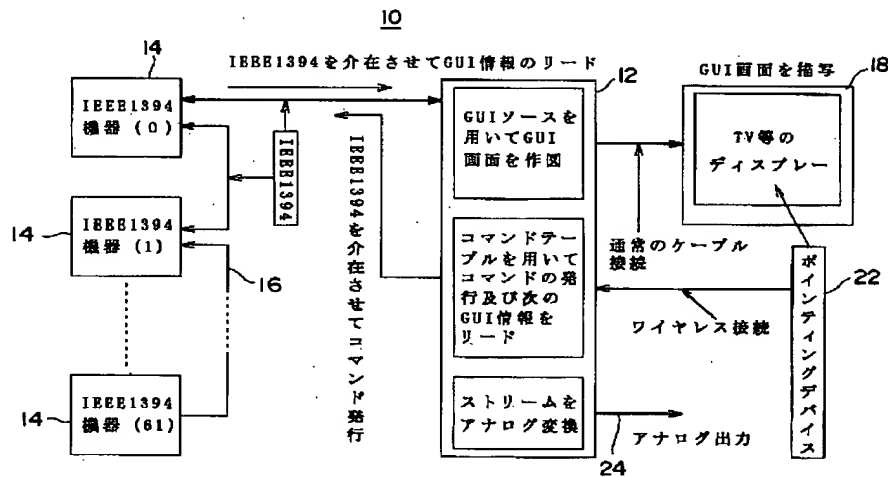 10
14
IEEE1394を介在させてGUI情報のリード
12
GUI画面を描写
18
IEEE1394
機器 (0)
IEEE1394
GUIソースを
用いてGUI
画面を作図
TV等の
ディスプレー
14
IEEE1394
機器 (1)
16
IEEE1394を介在させてコマンド発行
コマンドテー
ブルを用いて
コマンドの発
行及び次の
GUI情報を
リード
通常のケーブル
接続
ワイヤレス接続
ポインティングデバイス
22
14
IEEE1394
機器 (61)
ストリームを
アナログ変換
24
アナログ出力